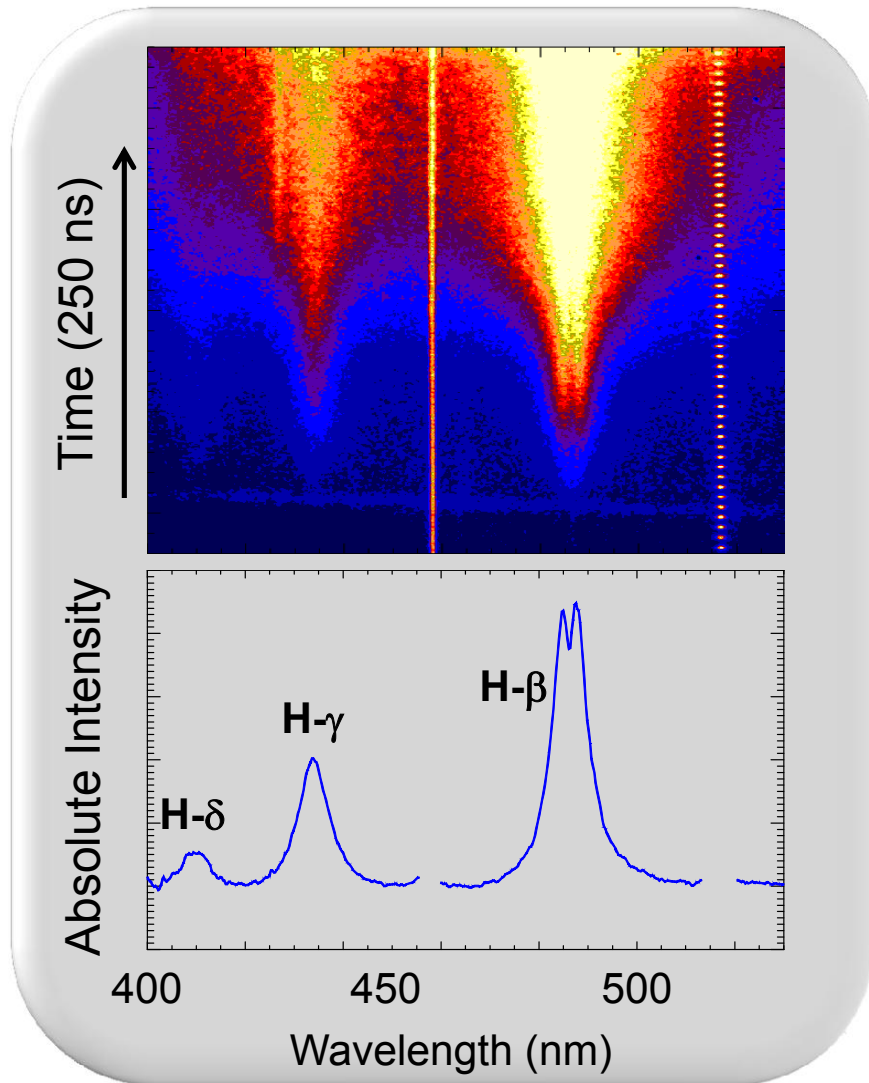 Time (250 ns)
Absolute Intensity
H-δ
H-γ
H-β
400
450
500
Wavelength (nm)